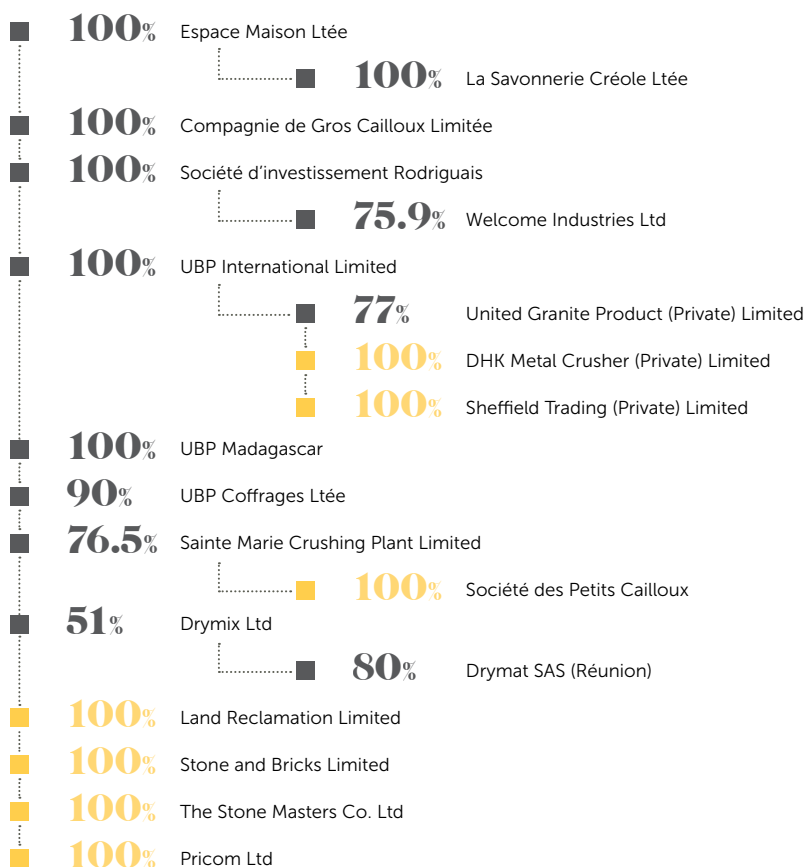 100% Espace Maison Ltée
100% La Savonnerie Créole Ltée
100% Compagnie de Gros Cailloux Limitée
100% Société d'investissement Rodriguais
75.9% Welcome Industries Ltd
100% UBP International Limited
77% United Granite Product (Private) Limited
100% DHK Metal Crusher (Private) Limited
100% Sheffield Trading (Private) Limited
100% UBP Madagascar
90% UBP Coffrages Ltée
76.5% Sainte Marie Crushing Plant Limited
100% Société des Petits Cailloux
51% Drymix Ltd
80% Drymat SAS (Réunion)
100% Land Reclamation Limited
100% Stone and Bricks Limited
100% The Stone Masters Co. Ltd
100% Pricom Ltd